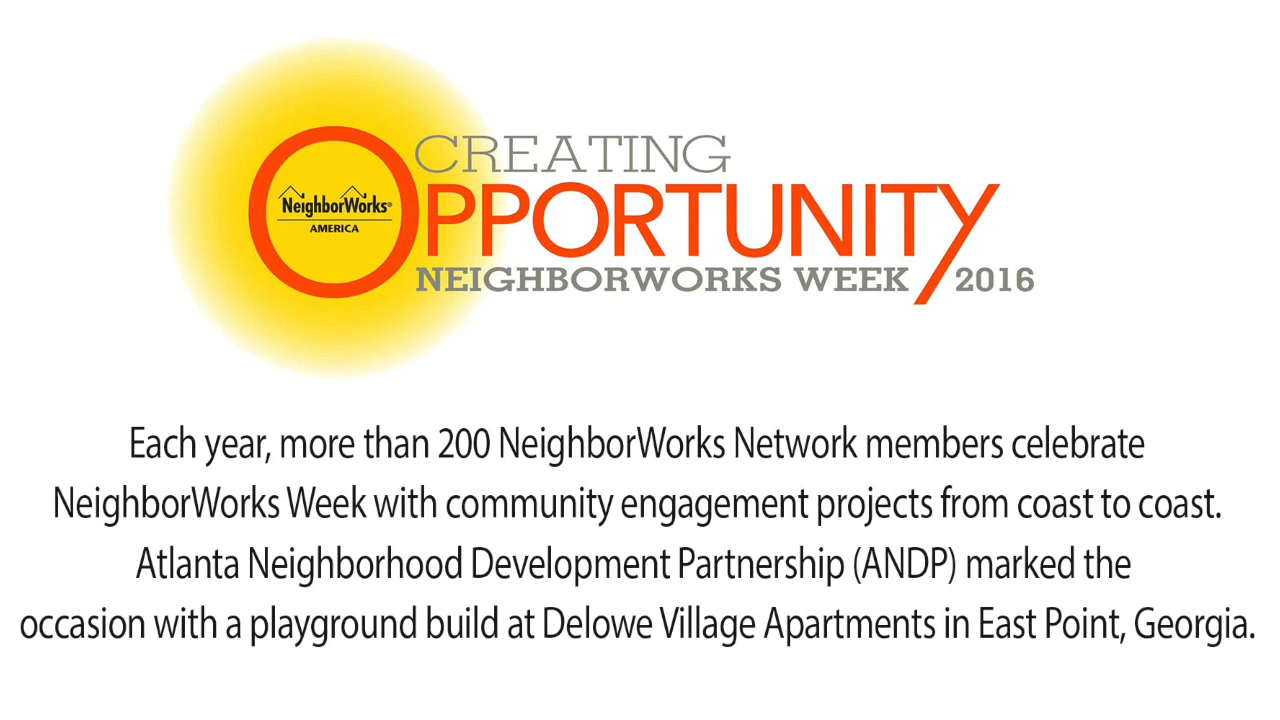 CREATING
OPPORTUNITY
NeighborWorks®
AMERICA
NEIGHBORWORKS WEEK 2016
Each year, more than 200 NeighborWorks Network members celebrate
NeighborWorks Week with community engagement projects from coast to coast.
Atlanta Neighborhood Development Partnership (ANDP) marked the
occasion with a playground build at Delowe Village Apartments in East Point, Georgia.